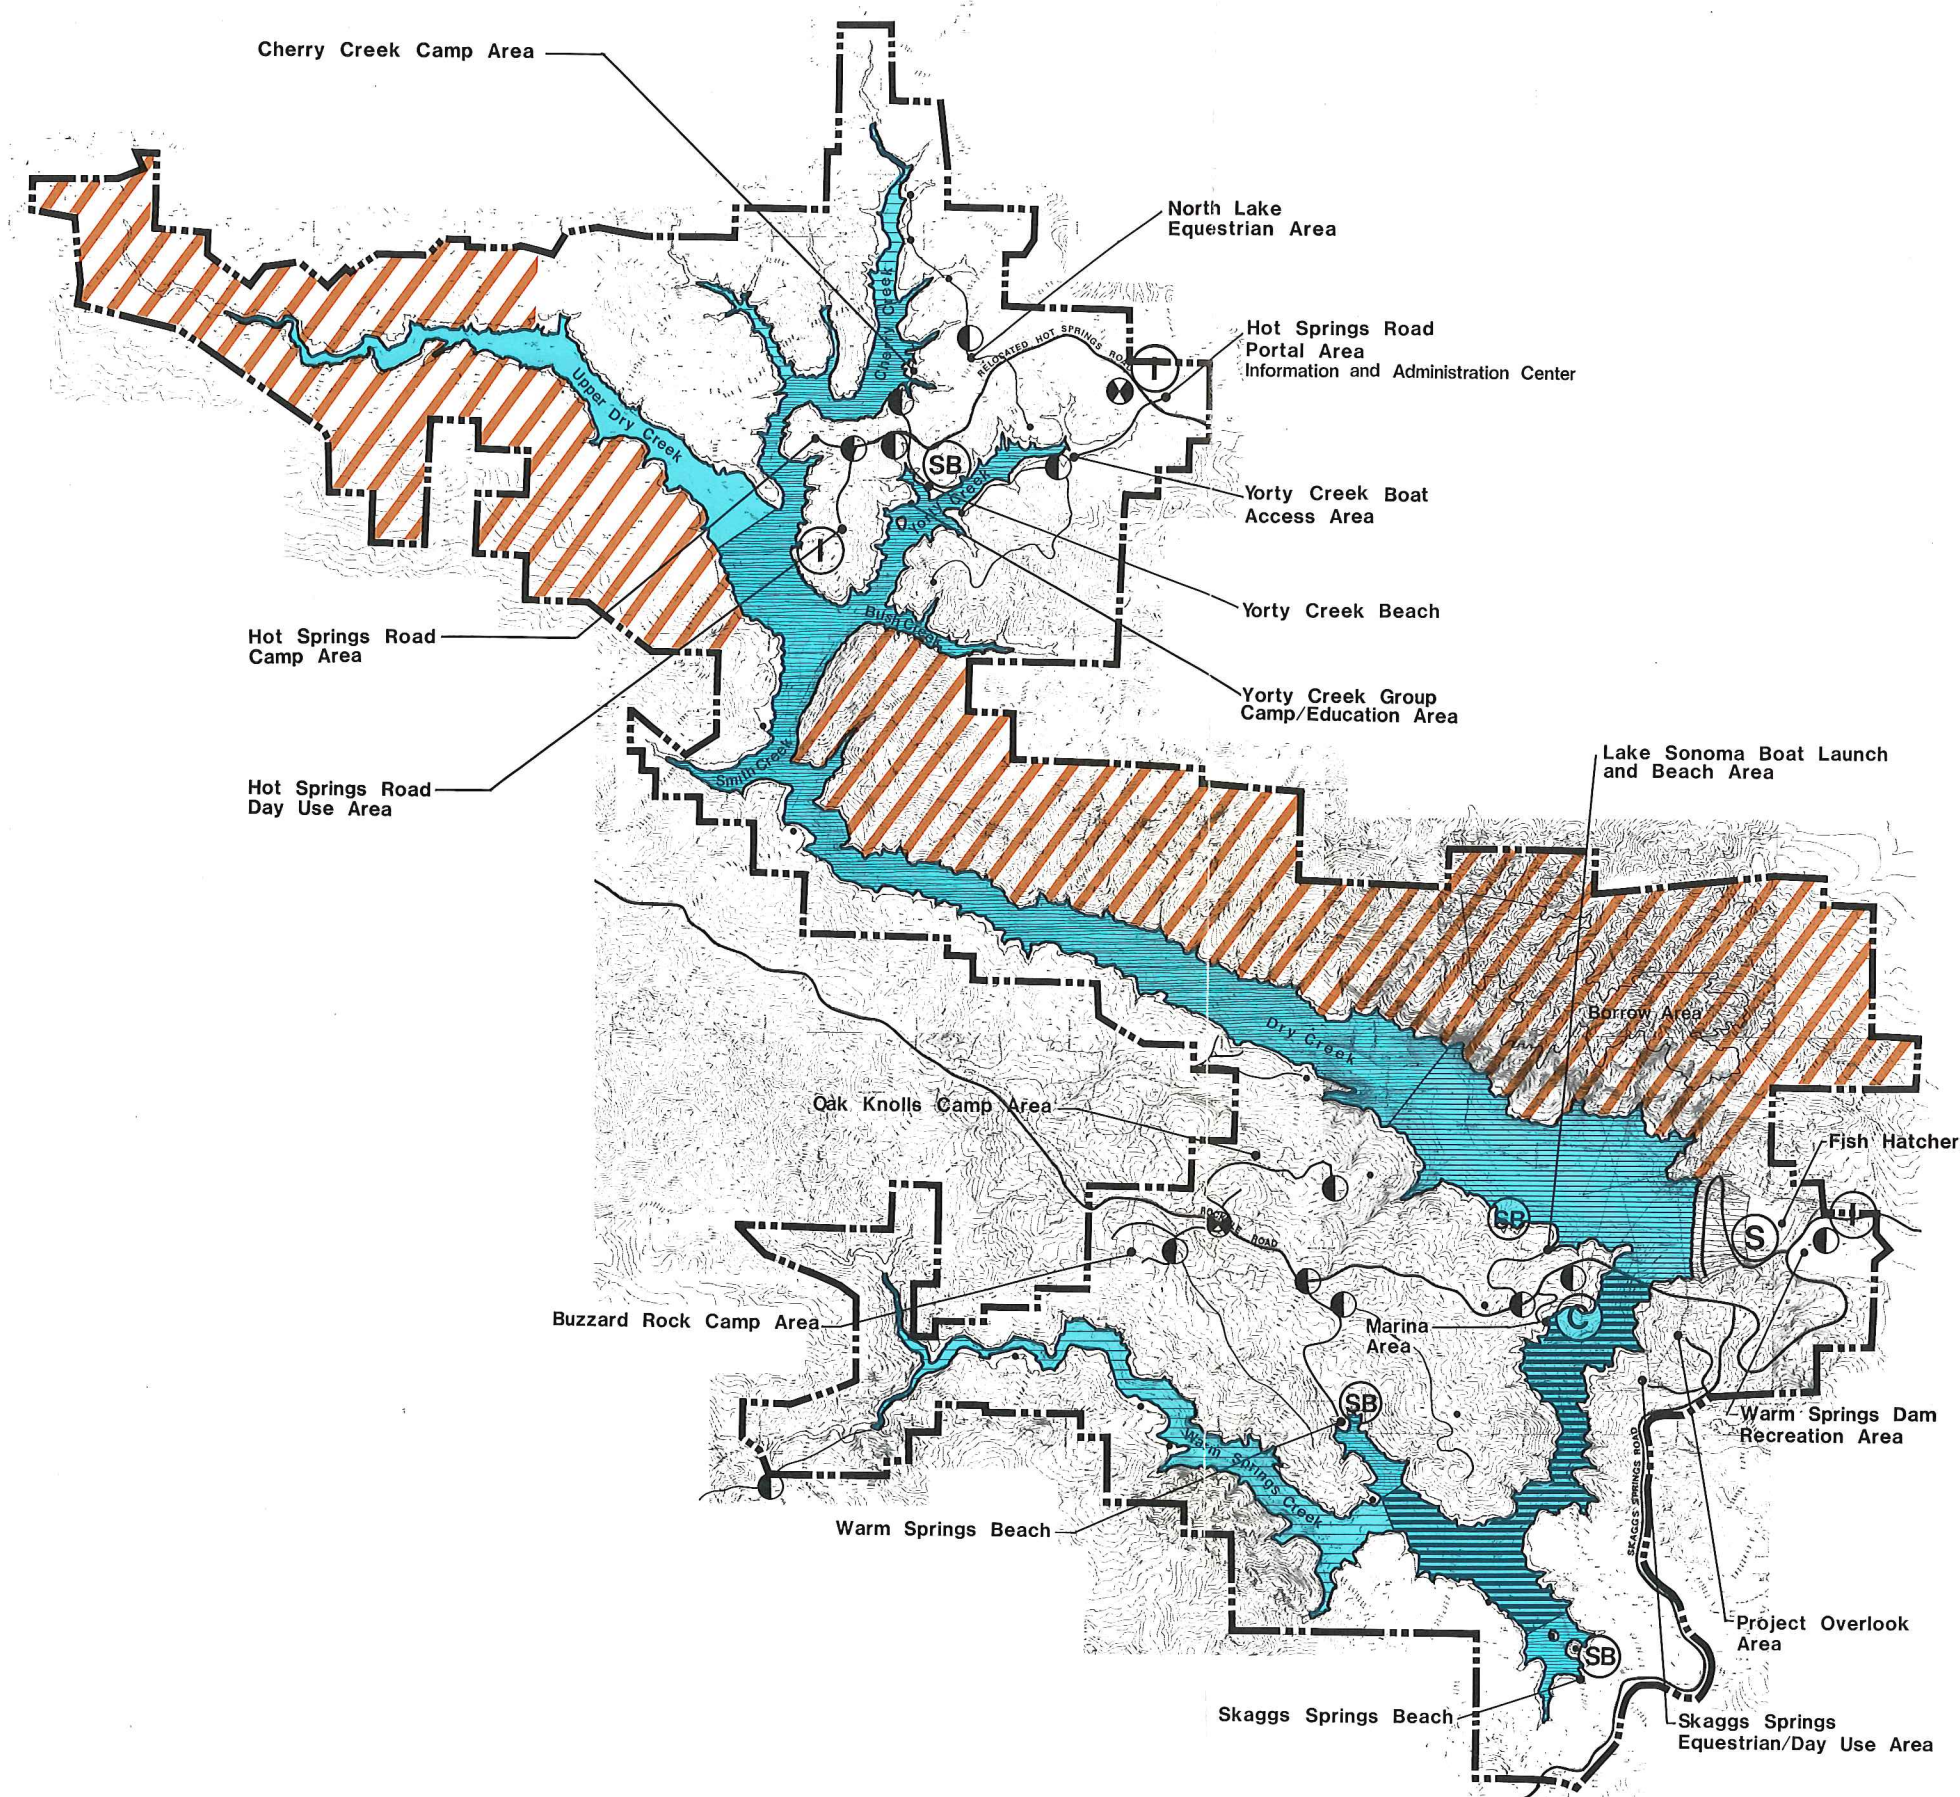 Cherry Creek Camp Area
North Lake
Equestrian Area
Cherry Creek
RELOCATED HOT SPRINGS ROAD
Hot Springs Road
Portal Area
Information and Administration Center
I
Upper Dry Creek
SB
Yorty Creek
Yorty Creek Boat
Access Area
I
Yorty Creek Beach
Bush Creek
Hot Springs Road
Camp Area
Yorty Creek Group
Camp/Education Area
Smith Creek
Hot Springs Road
Day Use Area
Lake Sonoma Boat Launch
and Beach Area
Borrow Area
Dry Creek
Oak Knolls Camp Area
Fish Hatcher
SB
ROAD
S
I
Buzzard Rock Camp Area
Marina
Area
C
SB
Warm Springs Dam
Recreation Area
Warm Springs Creek
SKAGGS SPRINGS ROAD
Warm Springs Beach
Project Overlook
Area
SB
Skaggs Springs Beach
Skaggs Springs
Equestrian/Day Use Area